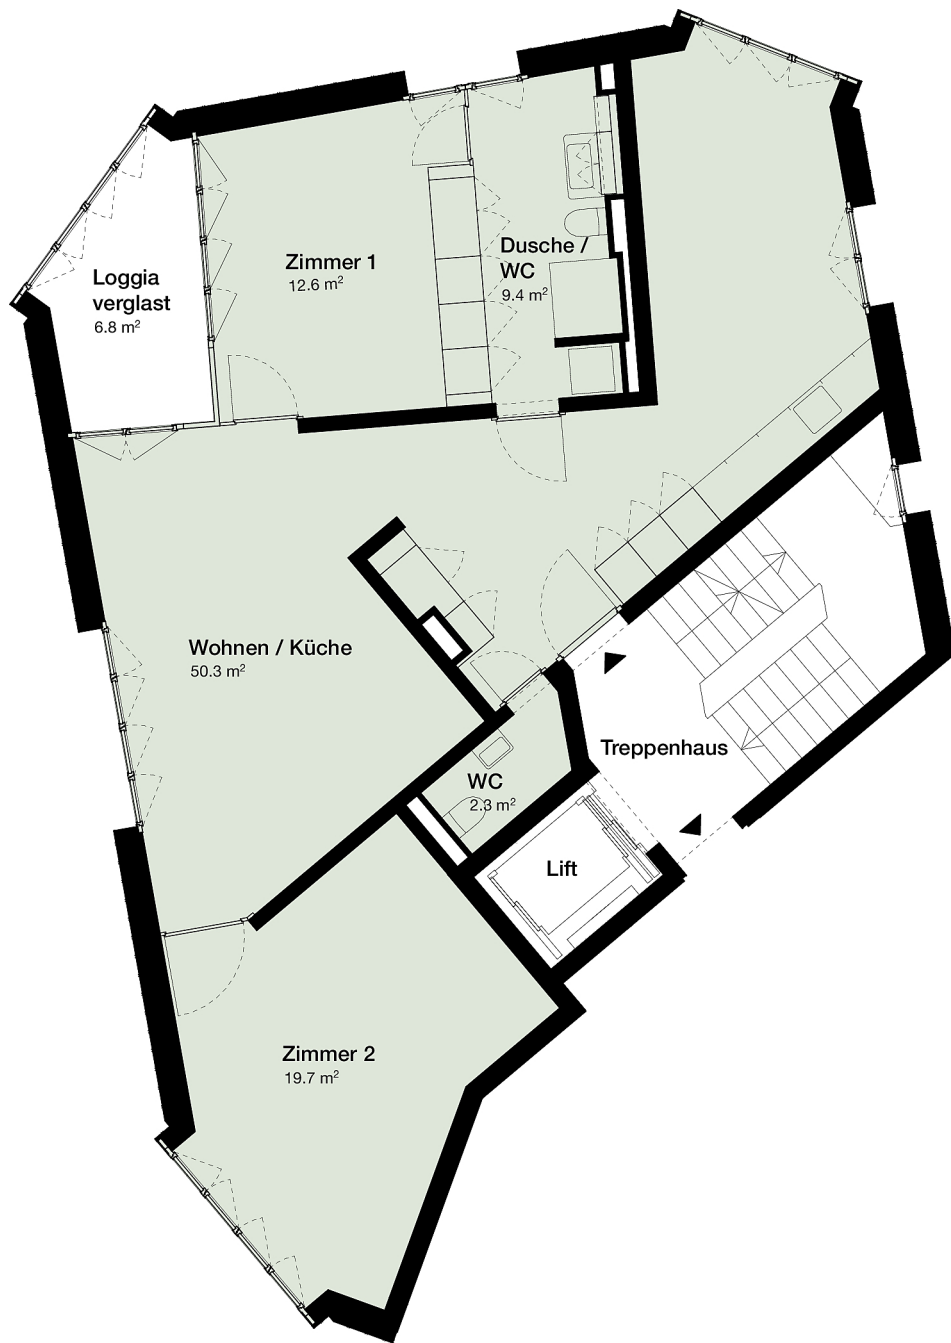 Zimmer 1
12.6 m²
Dusche /
WC
9.4 m²
Loggia
verglast
6.8 m²
Wohnen / Küche
50.3 m²
Treppenhaus
WC
2.3 m²
Lift
Zimmer 2
19.7 m²